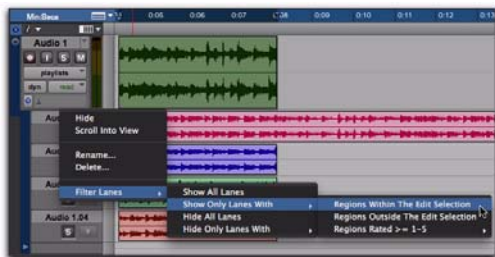 Min:Secs
0:05 0:06 0:07 0:08 0:09 0:10 0:11 0:12
Audio 1
I S M
playlists
dyn read
Hide
Scroll Into View
Rename...
Delete...
Filter Lanes
Show All Lanes
Show Only Lanes With
Hide All Lanes
Hide Only Lanes With
Regions Within The Edit Selection
Regions Outside The Edit Selection
Regions Rated >= 1-5
Audio 1.04
S